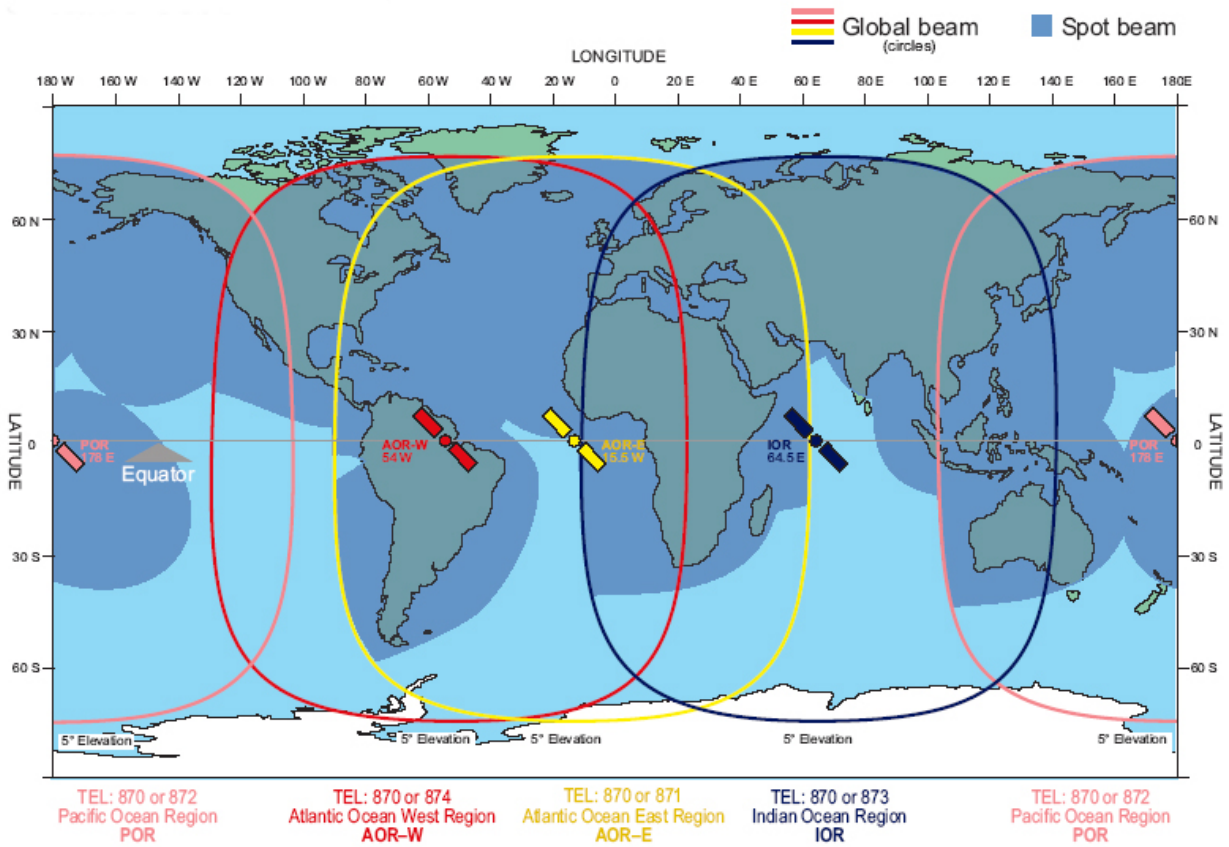 Global beam
(circles)
Spot beam
LONGITUDE
180 W 160 W 140 W 120 W 100 W 80 W 60 W 40 W 20 W 0 20 E 40 E 60 E 80 E 100 E 120 E 140 E 160 E 180E
60 N 60 N
30 N 30 N
LATITUDE 0 0 LATITUDE
POR
178 E
AOR-W
54 W
AOR-E
15.5 W
IOR
64.5 E
POR
178 E
Equator
30 S 30 S
60 S 60 S
5° Elevation 5° Elevation 5° Elevation 5° Elevation 5° Elevation
TEL: 870 or 872
Pacific Ocean Region
POR
TEL: 870 or 874
Atlantic Ocean West Region
AOR–W
TEL: 870 or 871
Atlantic Ocean East Region
AOR–E
TEL: 870 or 873
Indian Ocean Region
IOR
TEL: 870 or 872
Pacific Ocean Region
POR